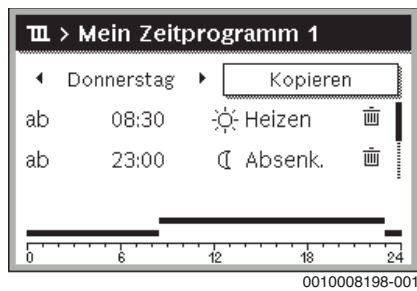 > Mein Zeitprogramm 1
Donnerstag Kopieren
ab 08:30 Heizen
ab 23:00 Absenk.
0 6 12 18 24
0010008198-001